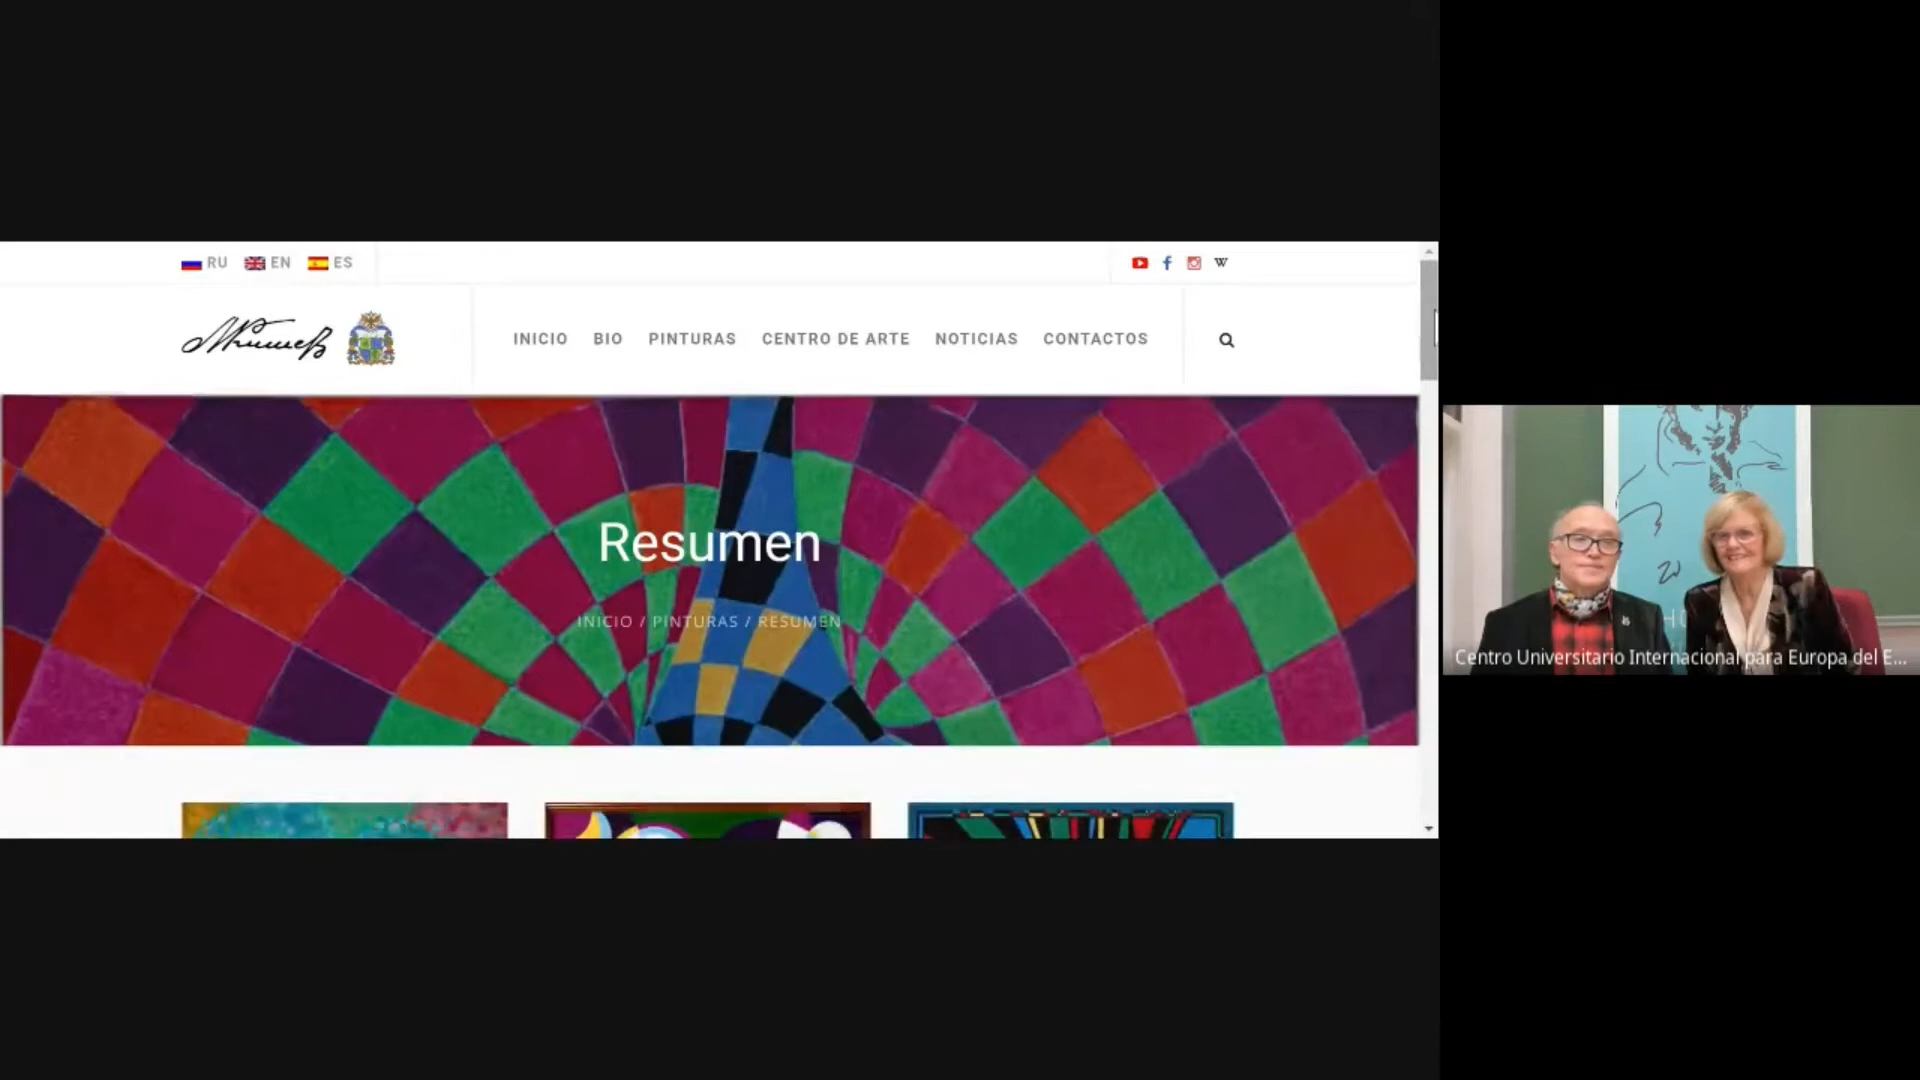 RU EN ES
W
INICIO BIO PINTURAS CENTRO DE ARTE NOTICIAS CONTACTOS
Resumen
INICIO / PINTURAS / RESUMEN
Centro Universitario Internacional para Europa del E...